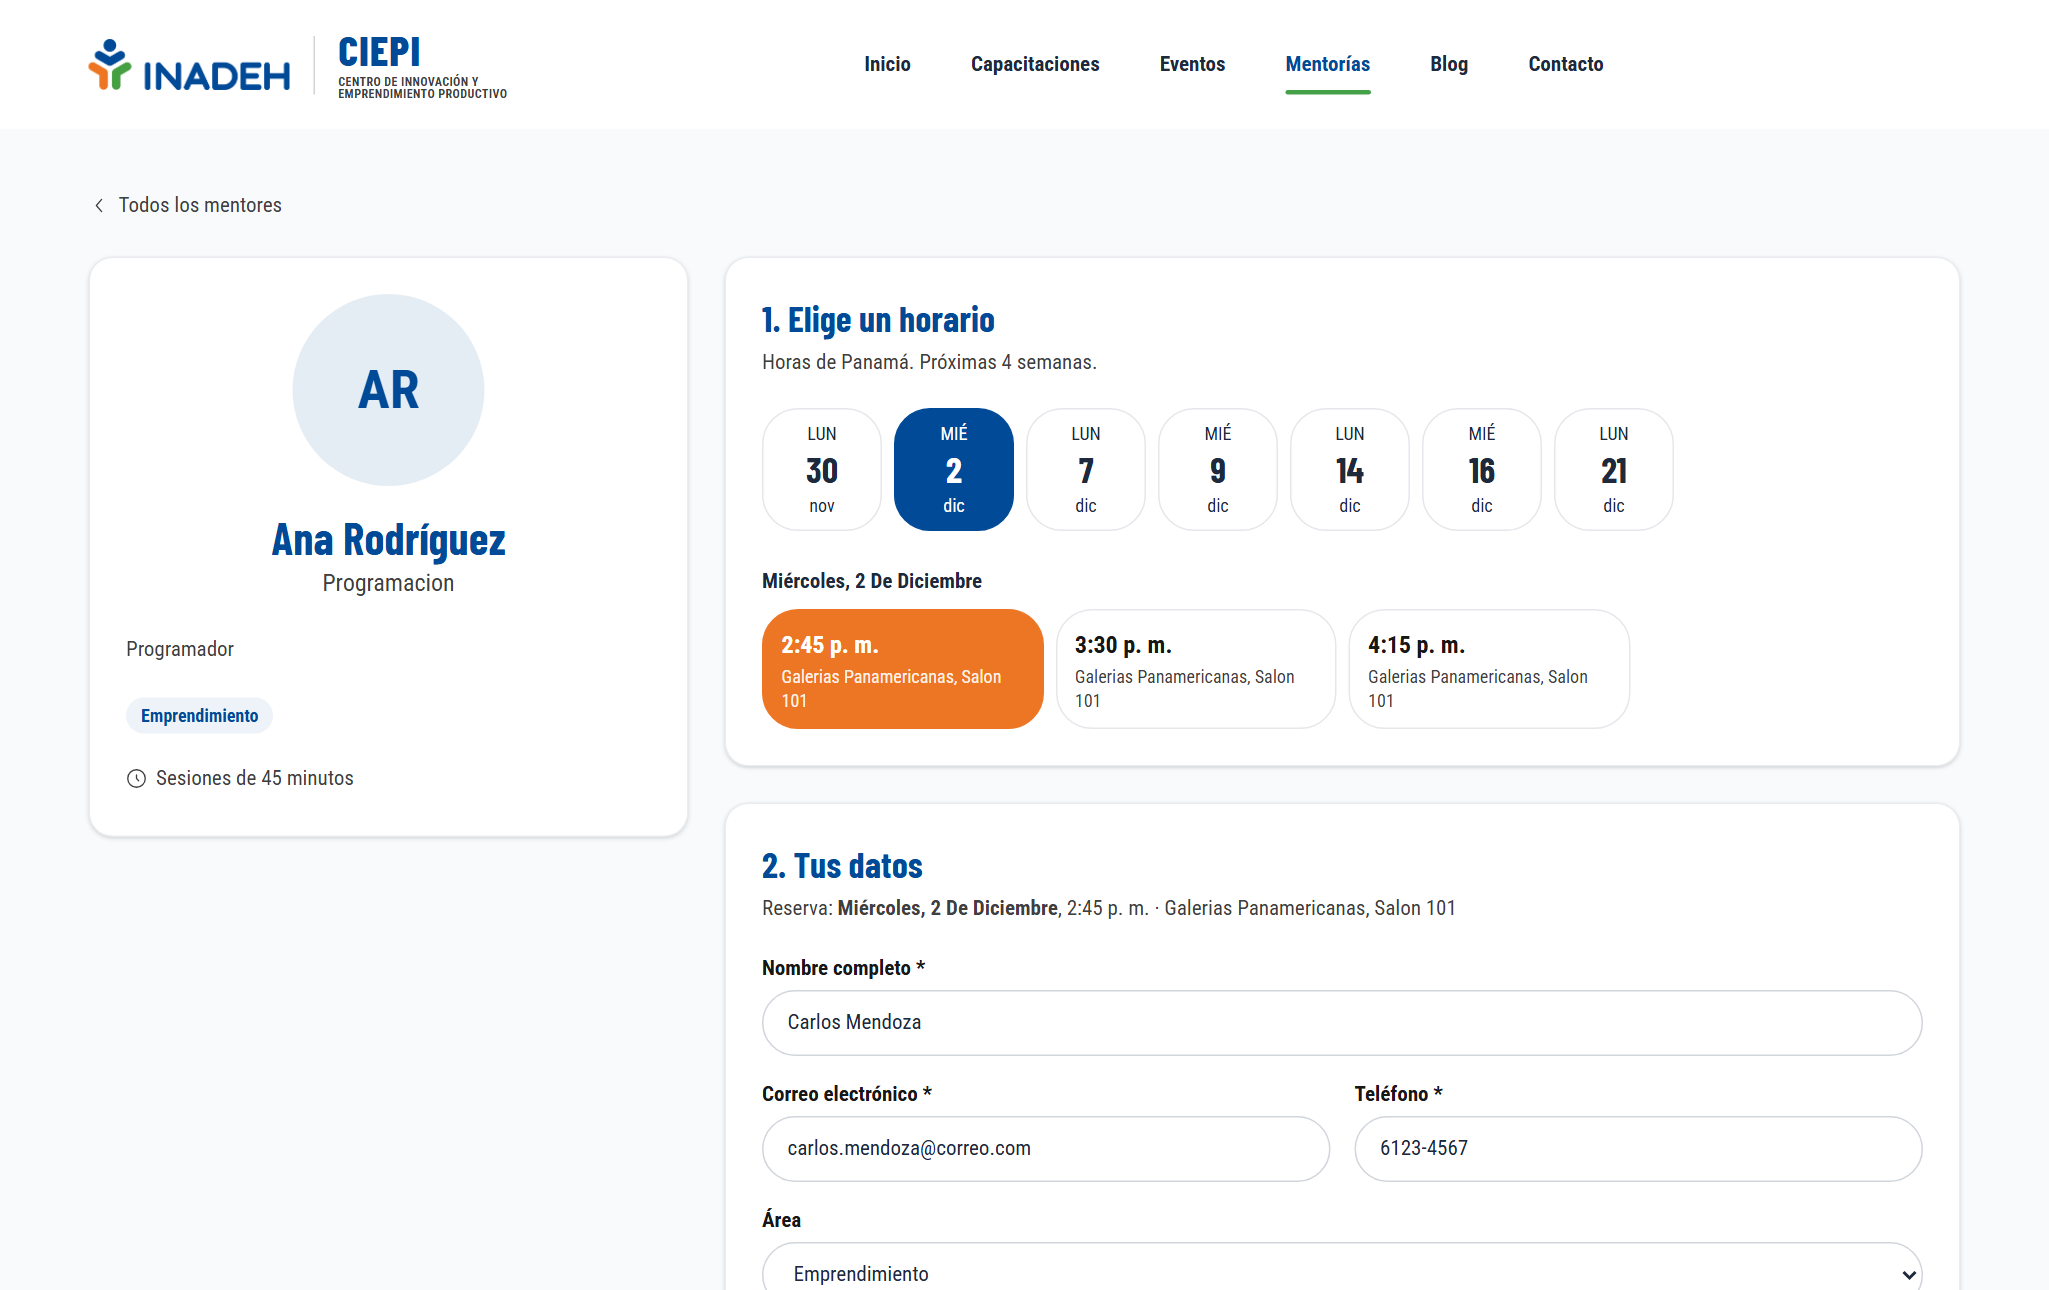 INADEH
CIEPI
CENTRO DE INNOVACIÓN Y
EMPRENDIMIENTO PRODUCTIVO
Inicio
Capacitaciones
Eventos
Mentorías
Blog
Contacto
Todos los mentores
AR
Ana Rodríguez
Programacion
Programador
Emprendimiento
Sesiones de 45 minutos
1. Elige un horario
Horas de Panamá. Próximas 4 semanas.
LUN
30
nov
MIÉ
2
dic
LUN
7
dic
MIÉ
9
dic
LUN
14
dic
MIÉ
16
dic
LUN
21
dic
Miércoles, 2 De Diciembre
2:45 p. m.
Galerias Panamericanas, Salon
101
3:30 p. m.
Galerias Panamericanas, Salon
101
4:15 p. m.
Galerias Panamericanas, Salon
101
2. Tus datos
Reserva: Miércoles, 2 De Diciembre, 2:45 p. m. · Galerias Panamericanas, Salon 101
Nombre completo *
Carlos Mendoza
Correo electrónico *
carlos.mendoza@correo.com
Teléfono *
6123-4567
Área
Emprendimiento